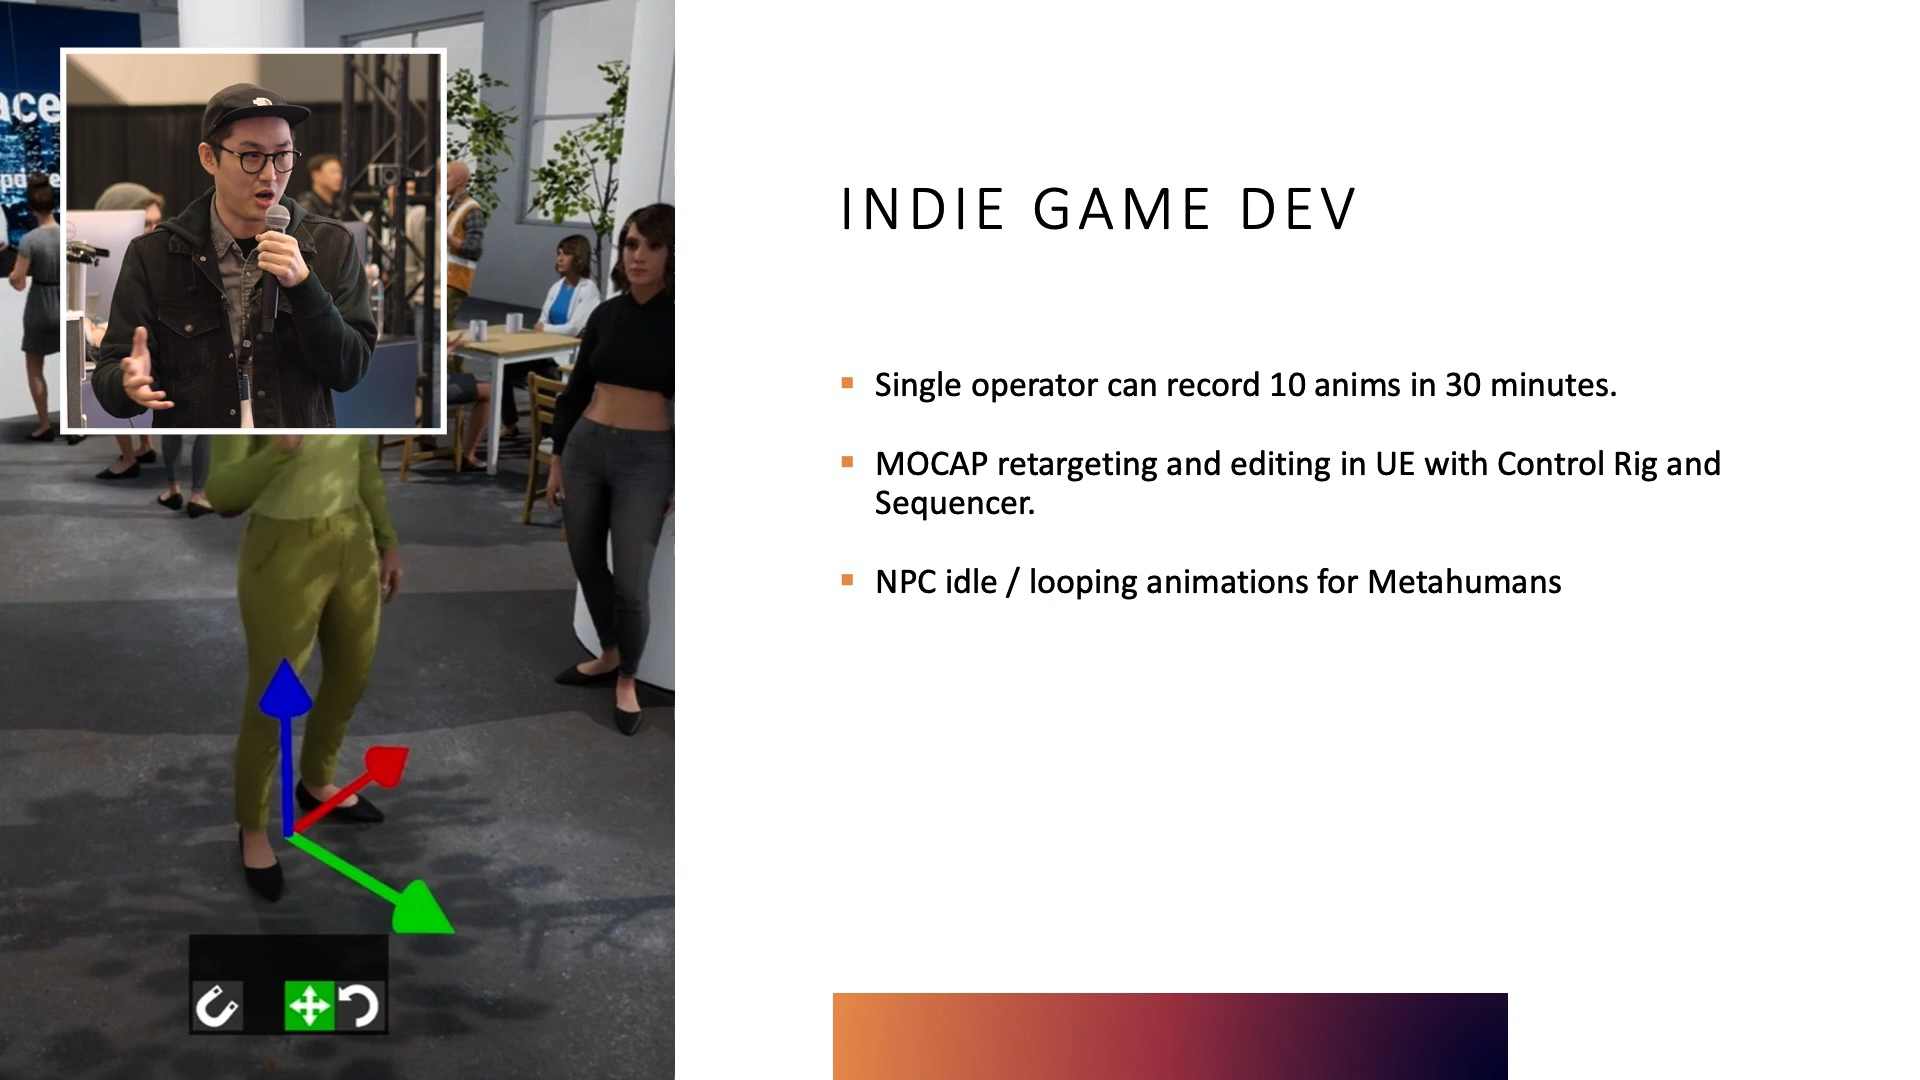 INDIE GAME DEV
Single operator can record 10 anims in 30 minutes.
MOCAP retargeting and editing in UE with Control Rig and
Sequencer.
NPC idle / looping animations for Metahumans